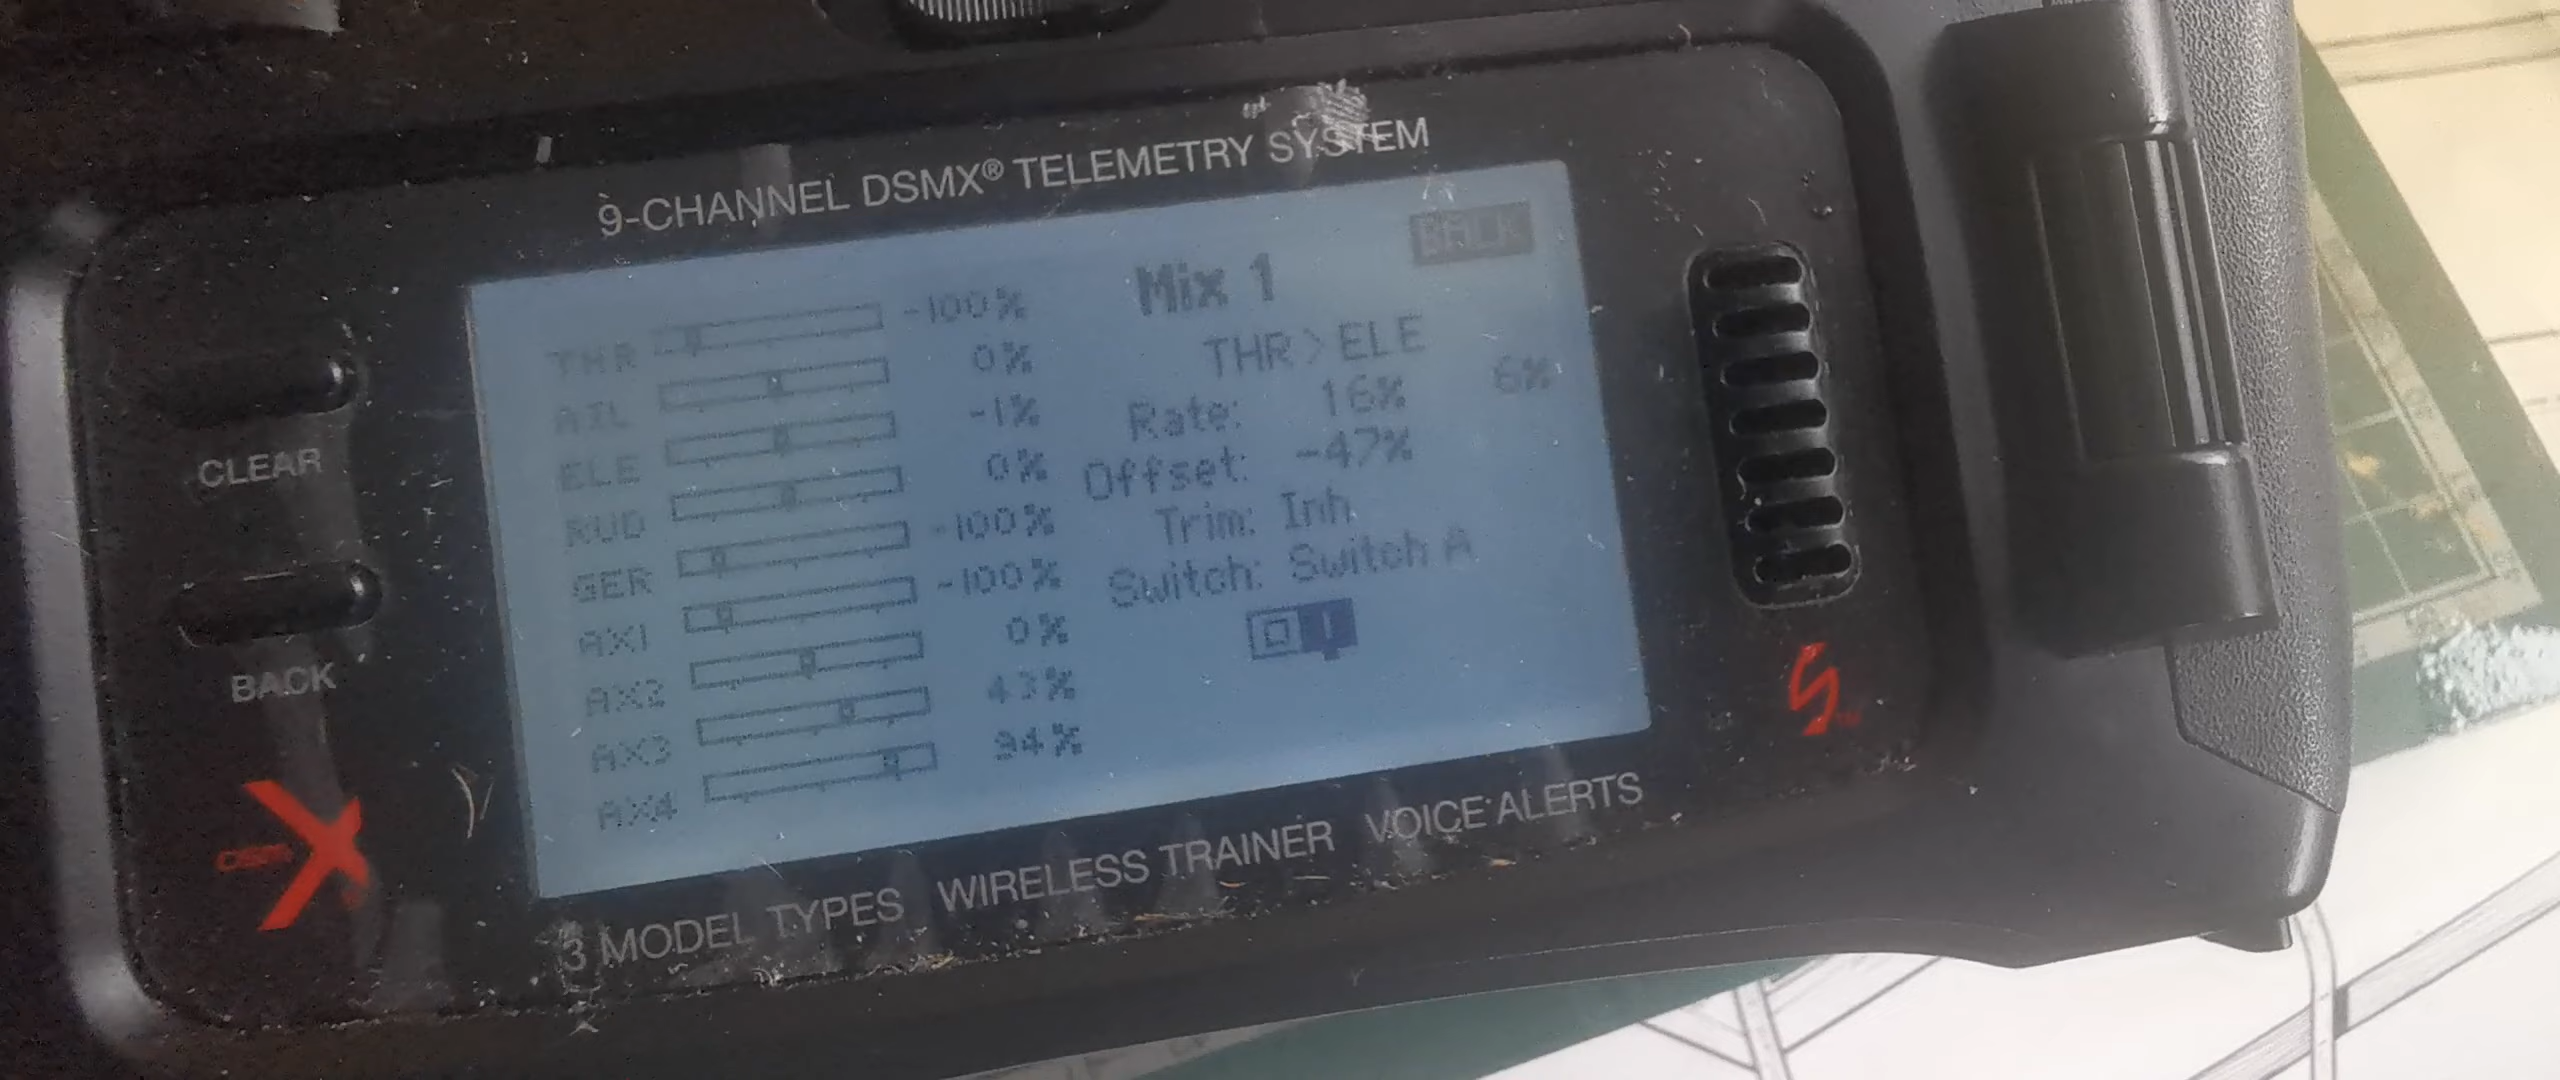 9-CHANNEL DSMX® TELEMETRY SYSTEM
BACK
Mix 1
THR -100%
THR > ELE
AIL 0%
Rate: 16% 6%
ELE -1%
Offset: -47%
RUD 0%
Trim: Inh
GER -100%
Switch: Switch A
AX1 -100%
0 1
AX2 0%
AX3 43%
AX4 94%
CLEAR
BACK
3 MODEL TYPES WIRELESS TRAINER VOICE ALERTS